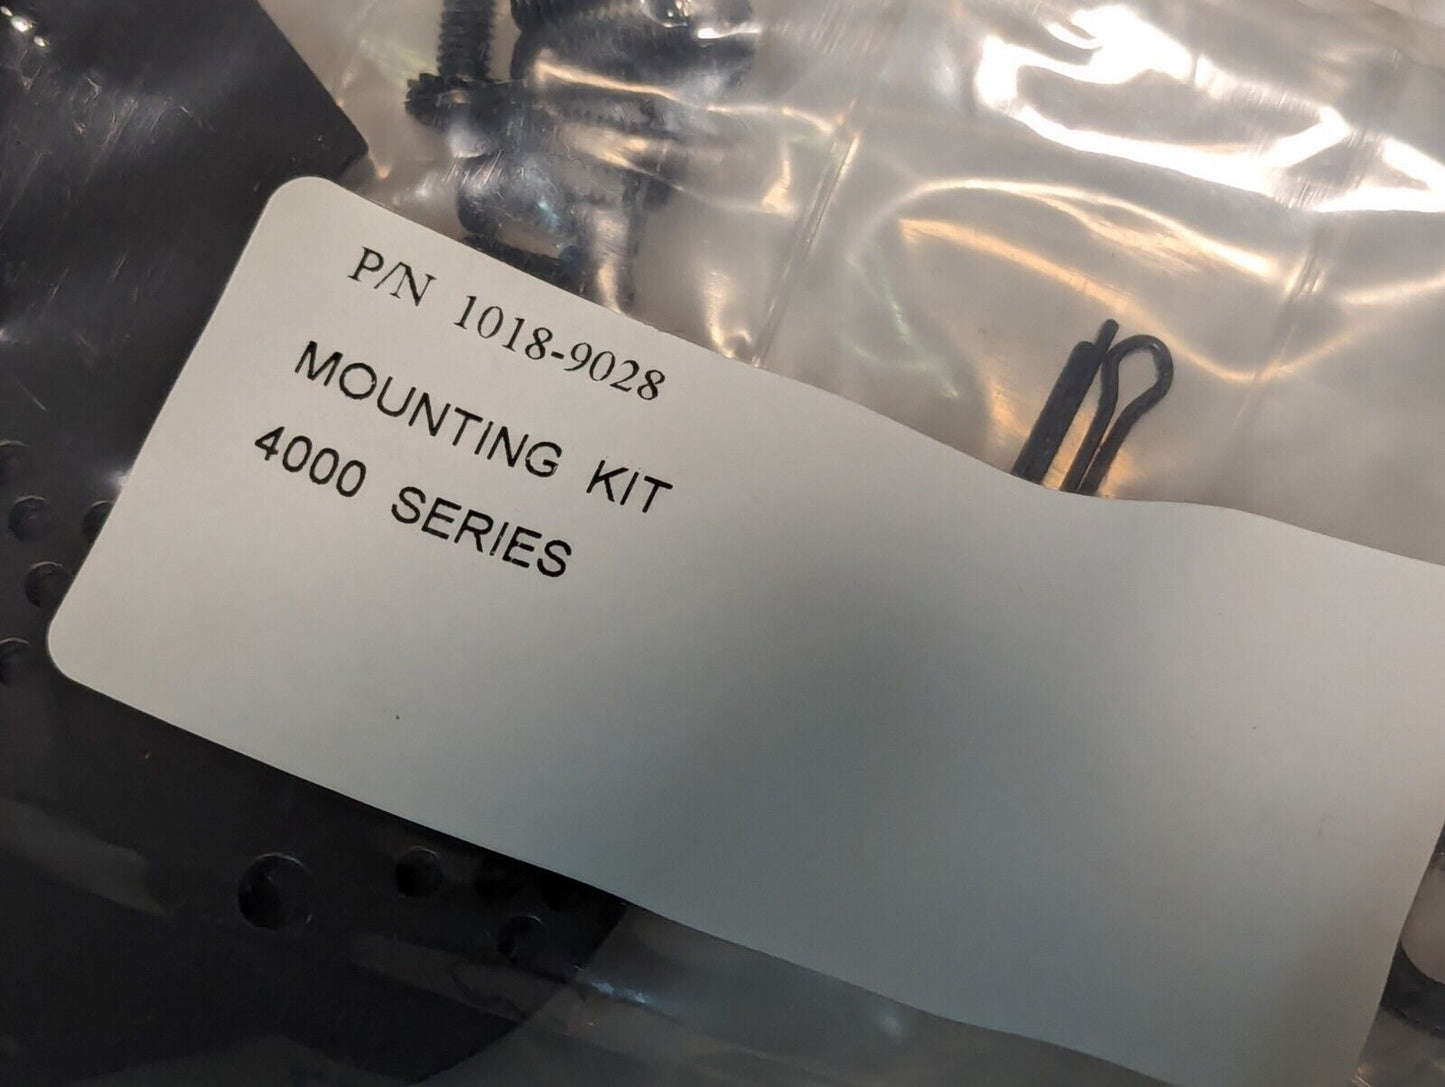 P/N 1018-9028
MOUNTING KIT
4000 SERIES